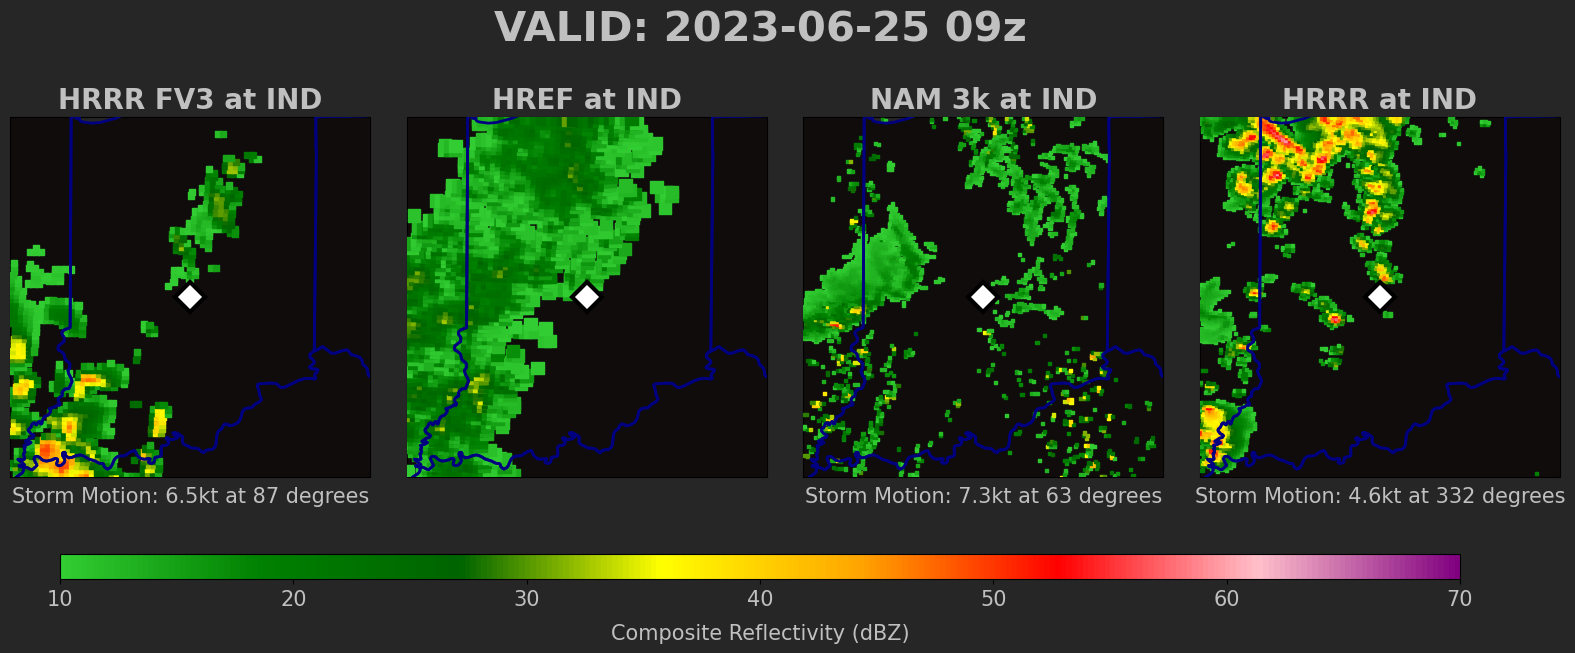 VALID: 2023-06-25 09z
HRRR FV3 at IND
HREF at IND
NAM 3k at IND
HRRR at IND
Storm Motion: 6.5kt at 87 degrees
Storm Motion: 7.3kt at 63 degrees
Storm Motion: 4.6kt at 332 degrees
10 20 30 40 50 60 70
Composite Reflectivity (dBZ)